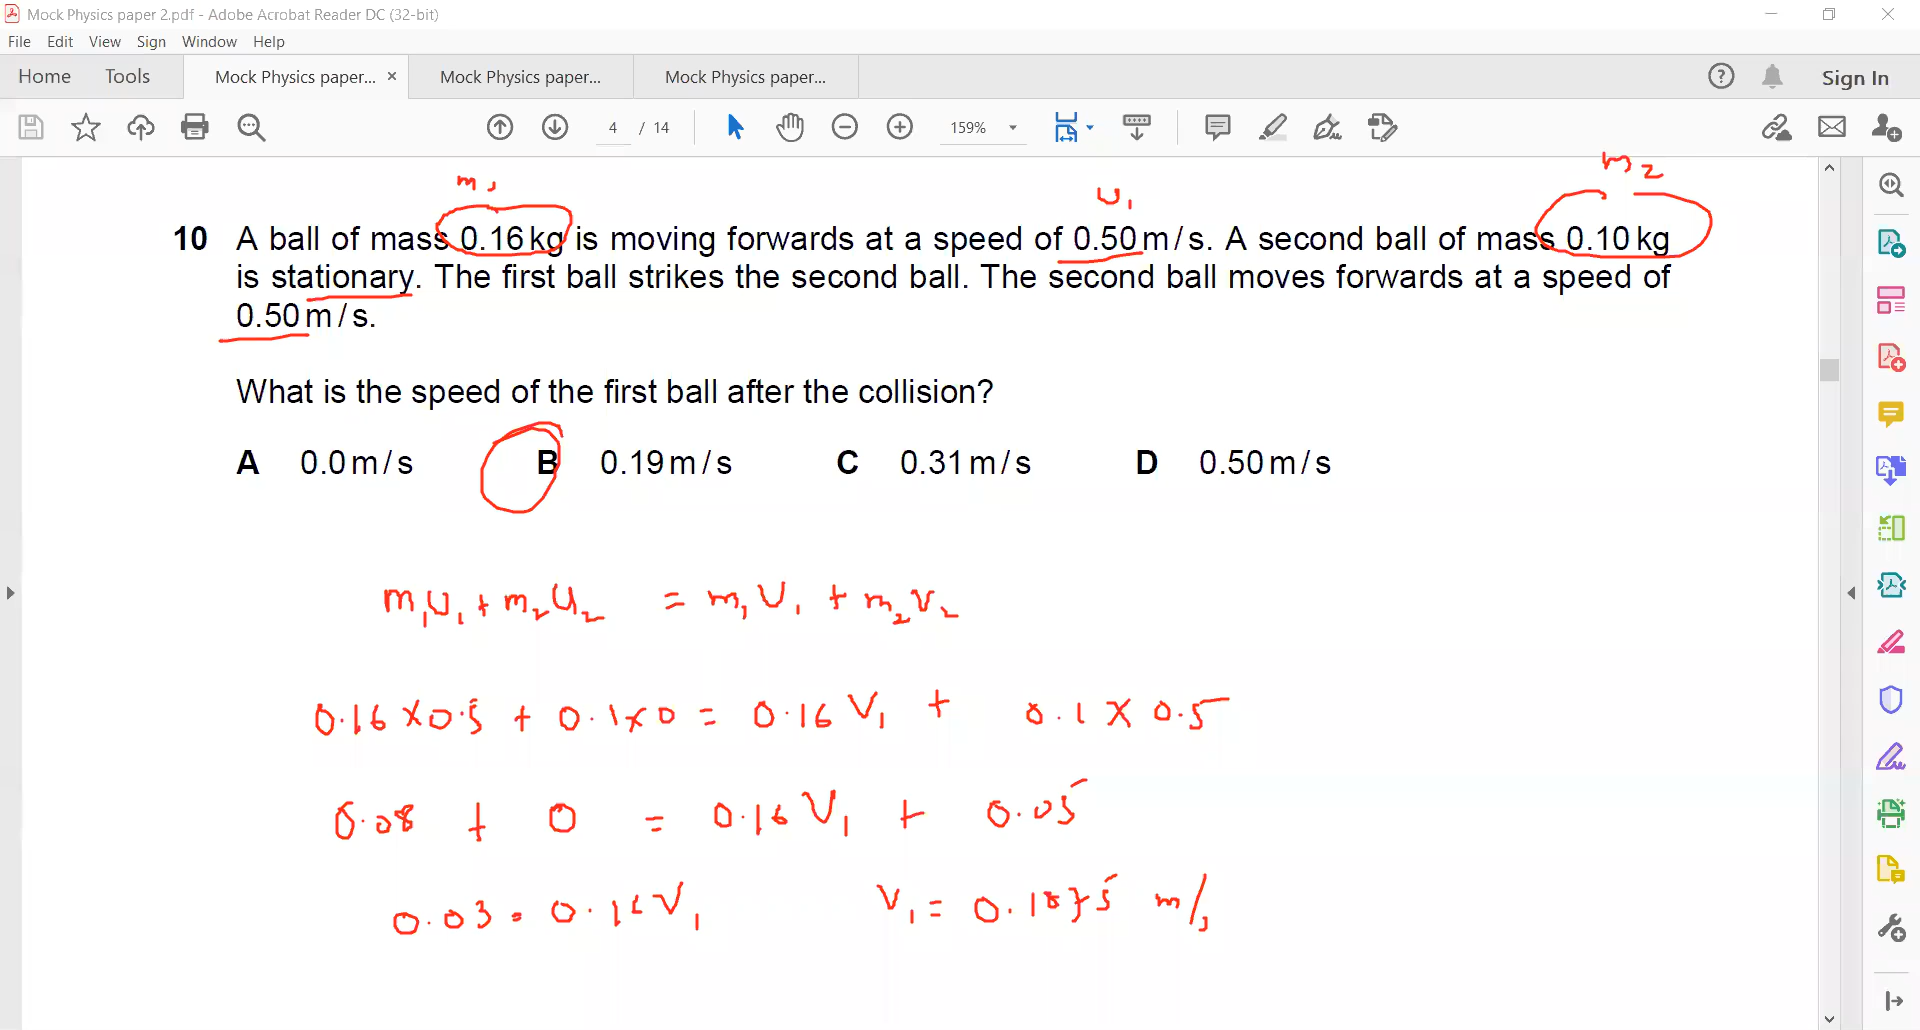 Mock Physics paper 2.pdf - Adobe Acrobat Reader DC (32-bit)
File Edit View Sign Window Help
Home Tools Mock Physics paper... × Mock Physics paper... Mock Physics paper... Sign In
4 / 14 159%
m₁ U₁ m₂
10 A ball of mass 0.16 kg is moving forwards at a speed of 0.50 m / s. A second ball of mass 0.10 kg
is stationary. The first ball strikes the second ball. The second ball moves forwards at a speed of
0.50 m / s.
What is the speed of the first ball after the collision?
A 0.0 m / s B 0.19 m / s C 0.31 m / s D 0.50 m / s
m₁U₁ + m₂U₂ = m₁V₁ + m₂V₂
0.16 × 0.5 + 0.1 × 0 = 0.16 V₁ + 0.1 × 0.5
0.08 + 0 = 0.16 V₁ + 0.05
0.03 = 0.16 V₁ V₁ = 0.1875 m/s